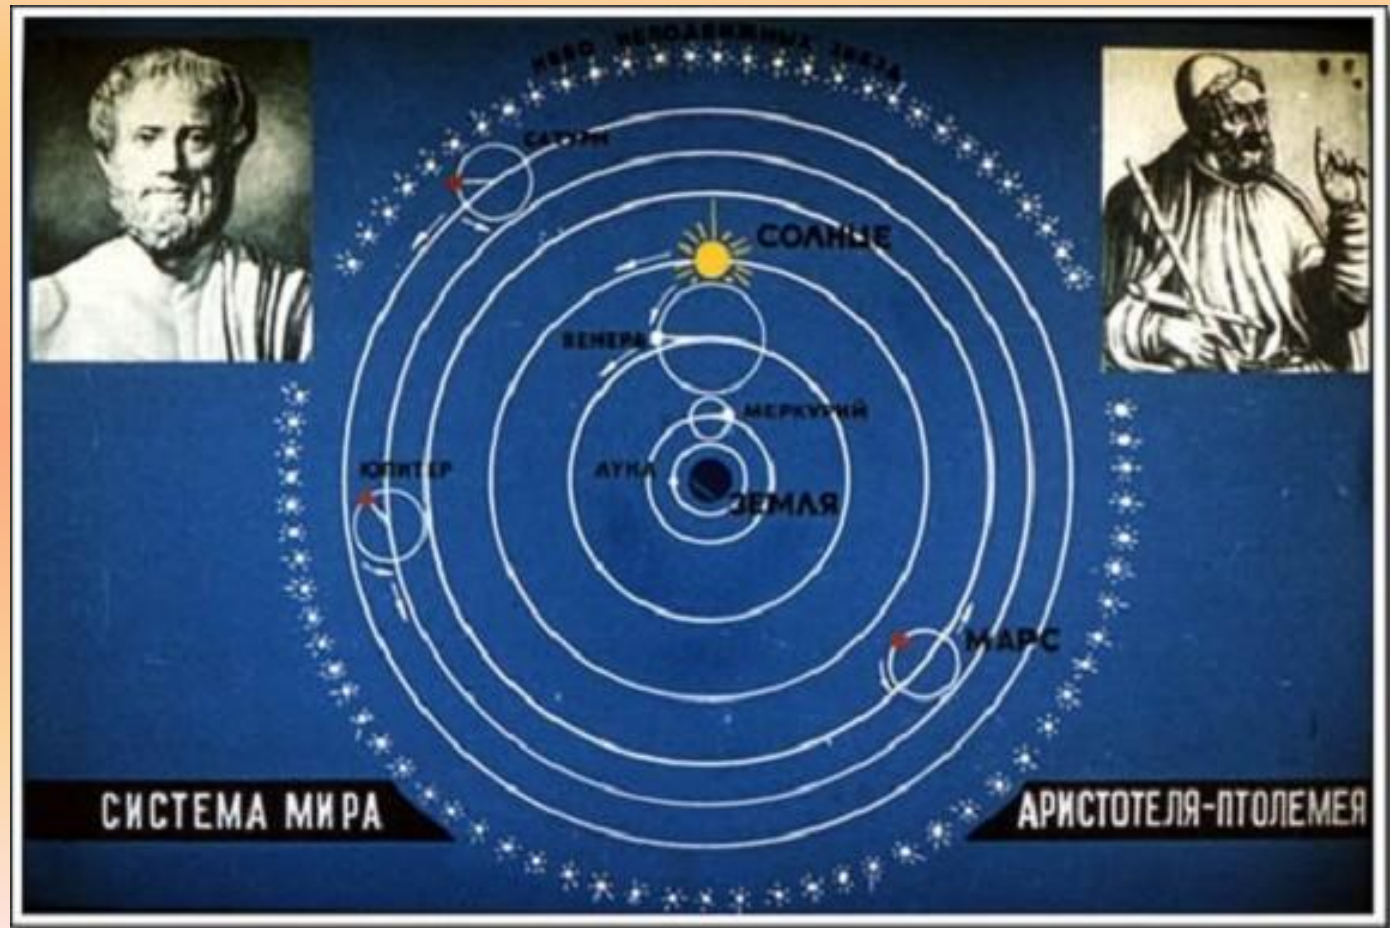 НЕБО НЕПОДВИЖНЫХ ЗВЕЗД
САТУРН
СОЛНЦЕ
ВЕНЕРА
МЕРКУРИЙ
ЮПИТЕР
ЛУНА
ЗЕМЛЯ
МАРС
СИСТЕМА МИРА
АРИСТОТЕЛЯ-ПТОЛЕМЕЯ